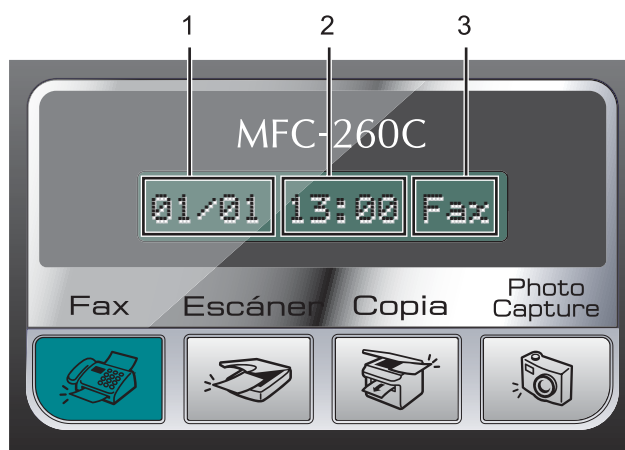 1 2 3
MFC-260C
01/01 13:00 Fax
Fax Escáner Copia Photo
Capture